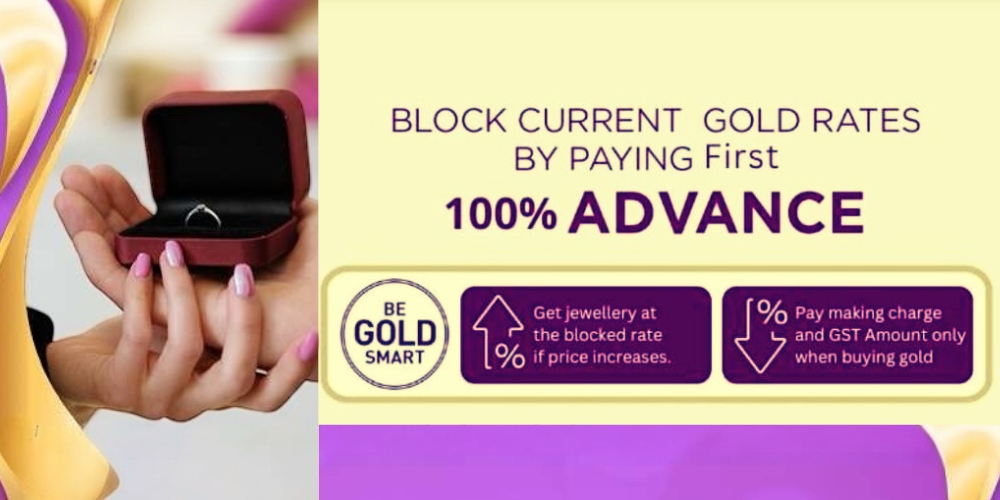 BLOCK CURRENT GOLD RATES
BY PAYING First
100% ADVANCE
BE
GOLD
SMART
%
Get jewellery at
the blocked rate
if price increases.
%
Pay making charge
and GST Amount only
when buying gold